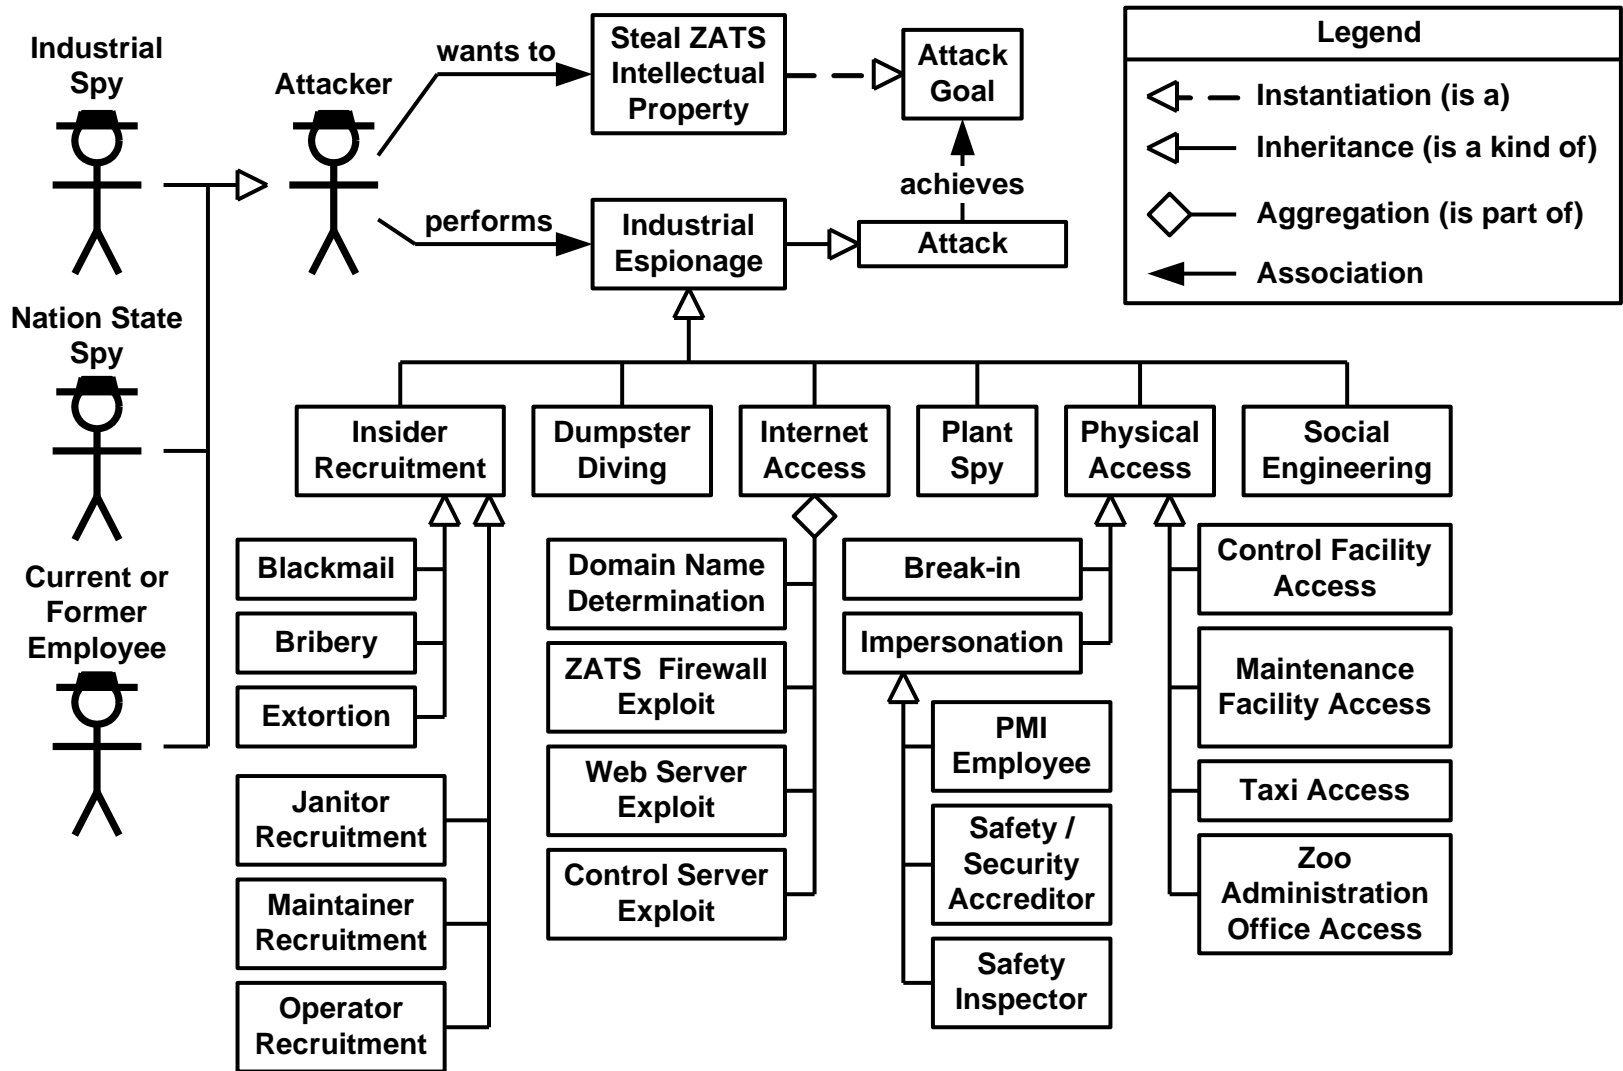 Industrial
Spy
Attacker
wants to
Steal ZATS
Intellectual
Property
Attack
Goal
Legend
Instantiation (is a)
Inheritance (is a kind of)
Aggregation (is part of)
Association
performs
Industrial
Espionage
achieves
Attack
Nation State
Spy
Current or
Former
Employee
Insider
Recruitment
Dumpster
Diving
Internet
Access
Plant
Spy
Physical
Access
Social
Engineering
Blackmail
Bribery
Extortion
Janitor
Recruitment
Maintainer
Recruitment
Operator
Recruitment
Domain Name
Determination
ZATS  Firewall
Exploit
Web Server
Exploit
Control Server
Exploit
Break-in
Impersonation
PMI
Employee
Safety /
Security
Accreditor
Safety
Inspector
Control Facility
Access
Maintenance
Facility Access
Taxi Access
Zoo
Administration
Office Access